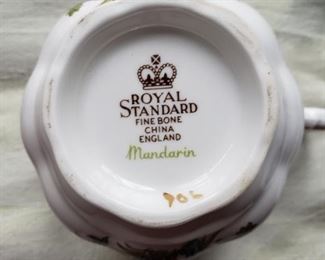 ROYAL
STANDARD
FINE BONE
CHINA
ENGLAND
Mandarin